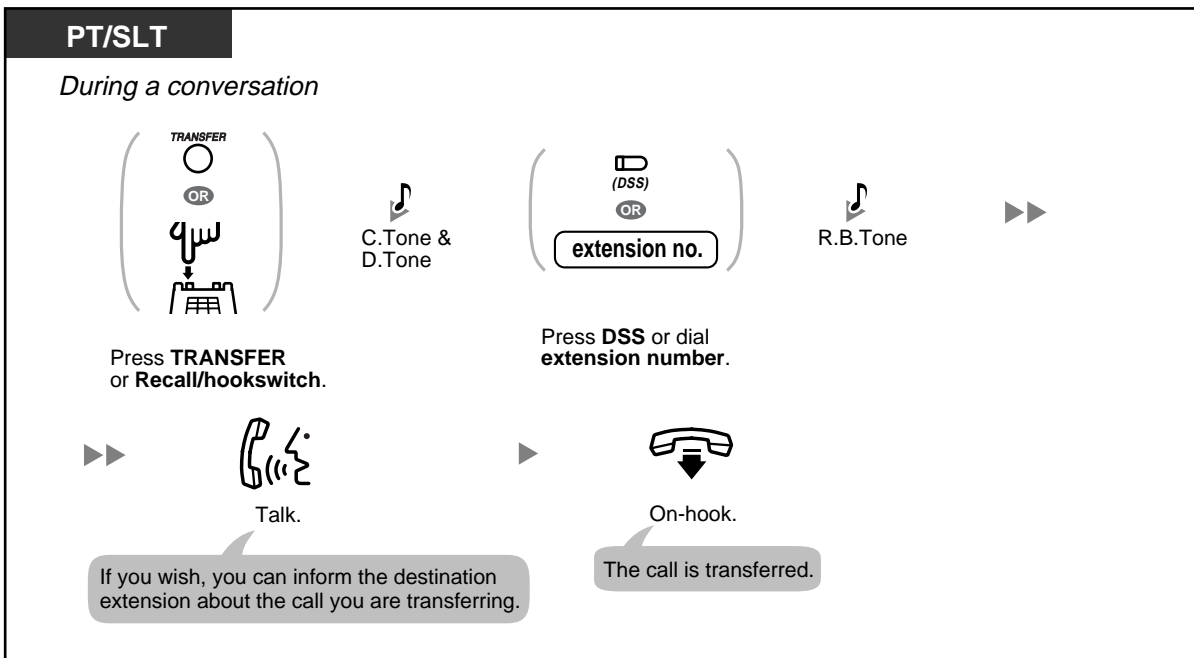 PT/SLT
During a conversation
TRANSFER
OR
C.Tone &
D.Tone
Press TRANSFER
or Recall/hookswitch.
(DSS)
OR
extension no.
Press DSS or dial
extension number.
R.B.Tone
Talk.
If you wish, you can inform the destination
extension about the call you are transferring.
On-hook.
The call is transferred.